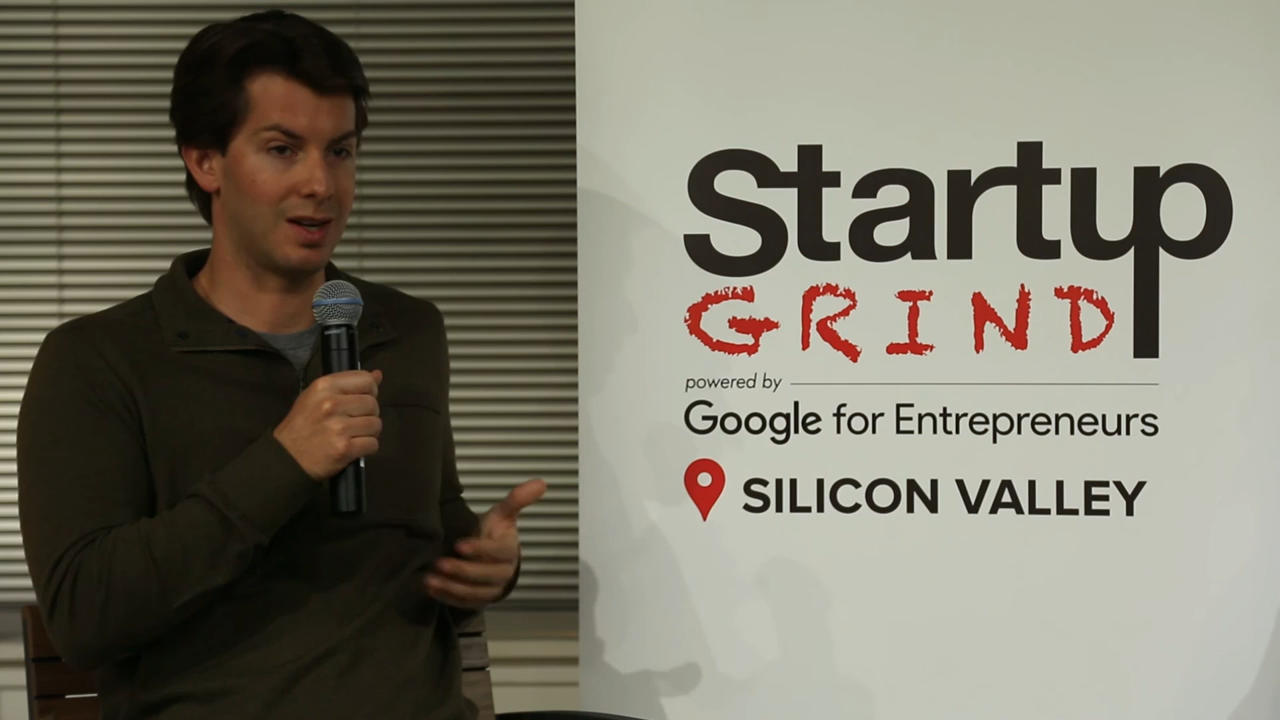 Startup
GRIND
powered by
Google for Entrepreneurs
SILICON VALLEY